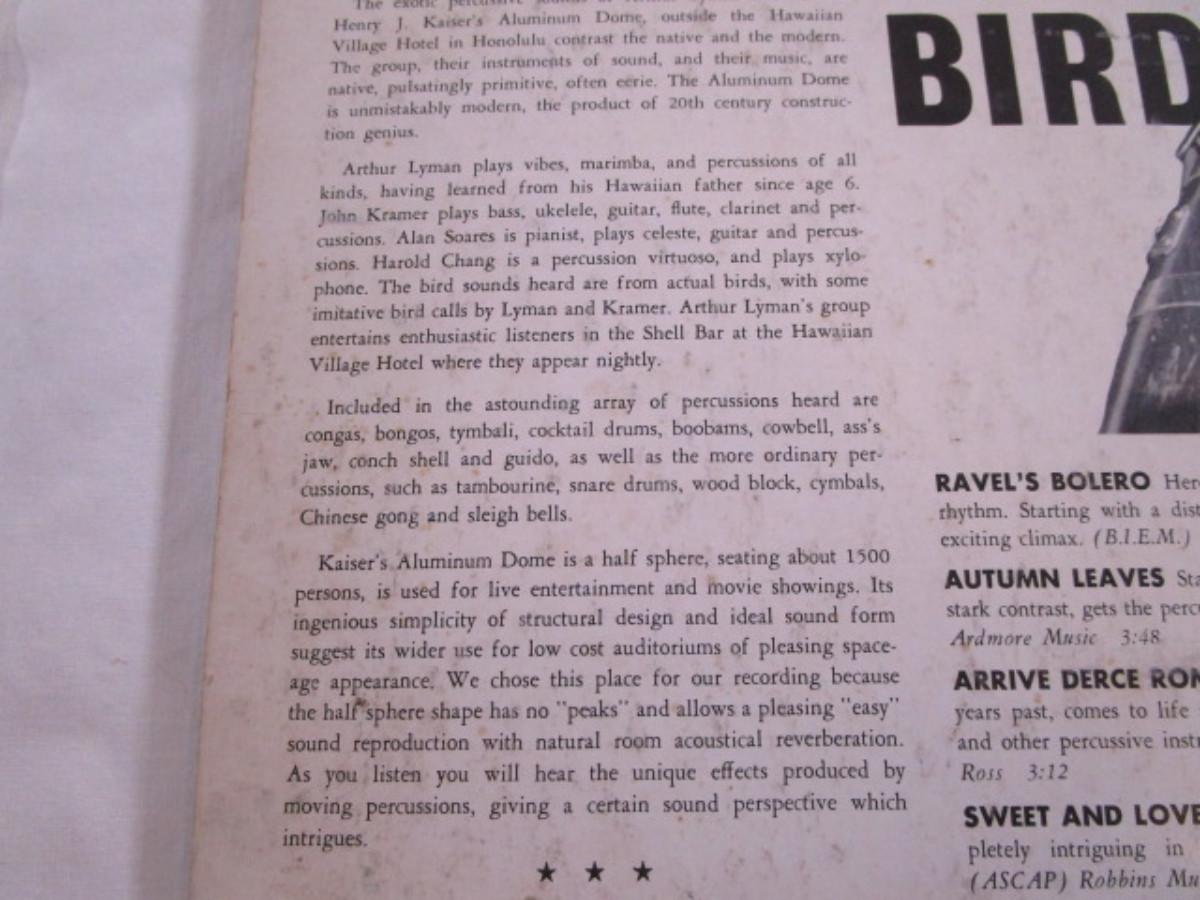 The exotic percussive sounds of
Henry J. Kaiser's Aluminum Dome, outside the Hawaiian
Village Hotel in Honolulu contrast the native and the modern.
The group, their instruments of sound, and their music, are
native, pulsatingly primitive, often eerie. The Aluminum Dome
is unmistakably modern, the product of 20th century construc-
tion genius.
Arthur Lyman plays vibes, marimba, and percussions of all
kinds, having learned from his Hawaiian father since age 6.
John Kramer plays bass, ukelele, guitar, flute, clarinet and per-
cussions. Alan Soares is pianist, plays celeste, guitar and percus-
sions. Harold Chang is a percussion virtuoso, and plays xylo-
phone. The bird sounds heard are from actual birds, with some
imitative bird calls by Lyman and Kramer. Arthur Lyman's group
entertains enthusiastic listeners in the Shell Bar at the Hawaiian
Village Hotel where they appear nightly.
Included in the astounding array of percussions heard are
congas, bongos, tymbali, cocktail drums, boobams, cowbell, ass's
jaw, conch shell and guido, as well as the more ordinary per-
cussions, such as tambourine, snare drums, wood block, cymbals,
Chinese gong and sleigh bells.
Kaiser's Aluminum Dome is a half sphere, seating about 1500
persons, is used for live entertainment and movie showings. Its
ingenious simplicity of structural design and ideal sound form
suggest its wider use for low cost auditoriums of pleasing space-
age appearance. We chose this place for our recording because
the half sphere shape has no "peaks" and allows a pleasing "easy"
sound reproduction with natural room acoustical reverberation.
As you listen you will hear the unique effects produced by
moving percussions, giving a certain sound perspective which
intrigues.
★ ★ ★
BIRD
RAVEL'S BOLERO Her
rhythm. Starting with a dist
exciting climax. (B.I.E.M.)
AUTUMN LEAVES Sta
stark contrast, gets the perc
Ardmore Music 3:48
ARRIVE DERCE ROM
years past, comes to life
and other percussive instr
Ross 3:12
SWEET AND LOVE
pletely intriguing in
(ASCAP) Robbins Mu